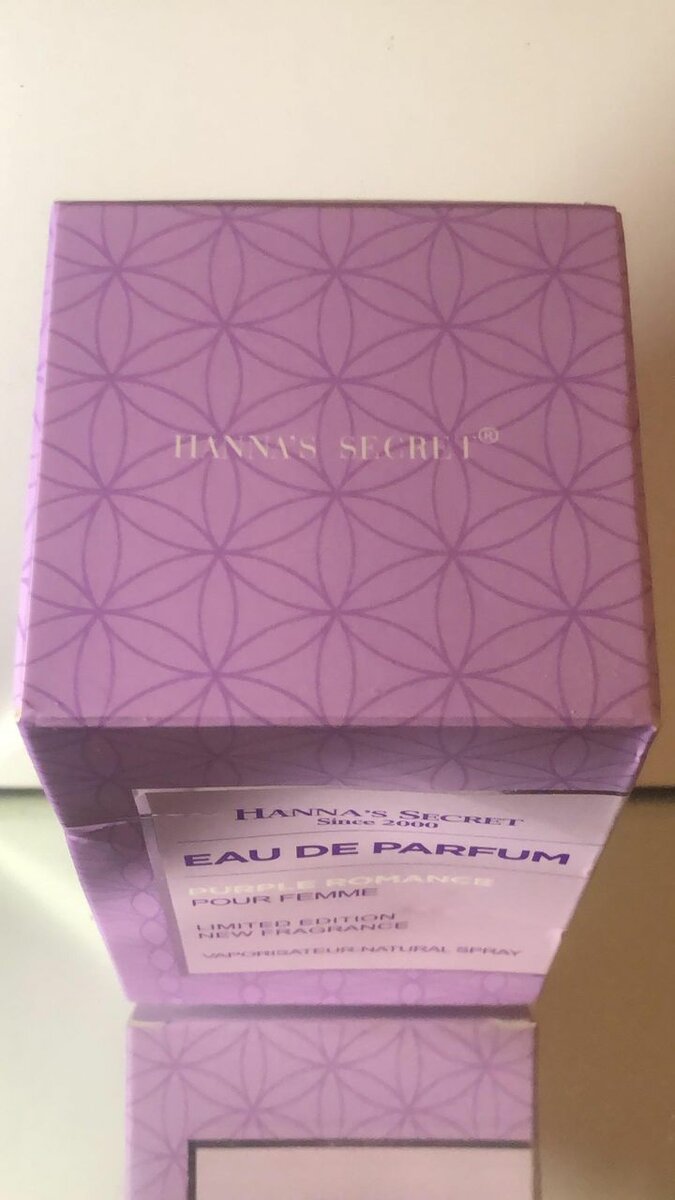 HANNA'S SECRET®
HANNA'S SECRET
Since 2000
EAU DE PARFUM
PURPLE ROMANCE
POUR FEMME
LIMITED EDITION
NEW FRAGRANCE
VAPORISATEUR NATURAL SPRAY